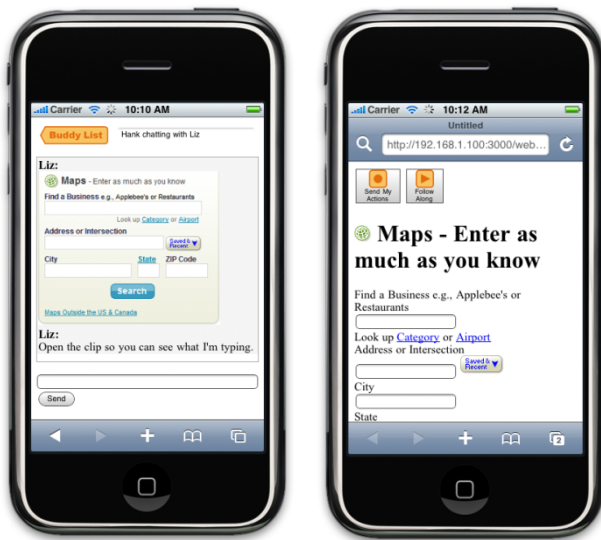 Carrier 10:10 AM
Buddy List Hank chatting with Liz
Liz:
Maps - Enter as much as you know
Find a Business e.g., Applebee's or Restaurants
Look up Category or Airport
Address or Intersection
Saved & Recent
City State ZIP Code
Search
Maps Outside the US & Canada
Liz:
Open the clip so you can see what I'm typing.
Send
Carrier 10:12 AM
Untitled
http://192.168.1.100:3000/web...
Send My Actions
Follow Along
Maps - Enter as
much as you know
Find a Business e.g., Applebee's or
Restaurants
Look up Category or Airport
Address or Intersection
Saved & Recent
City
State
2